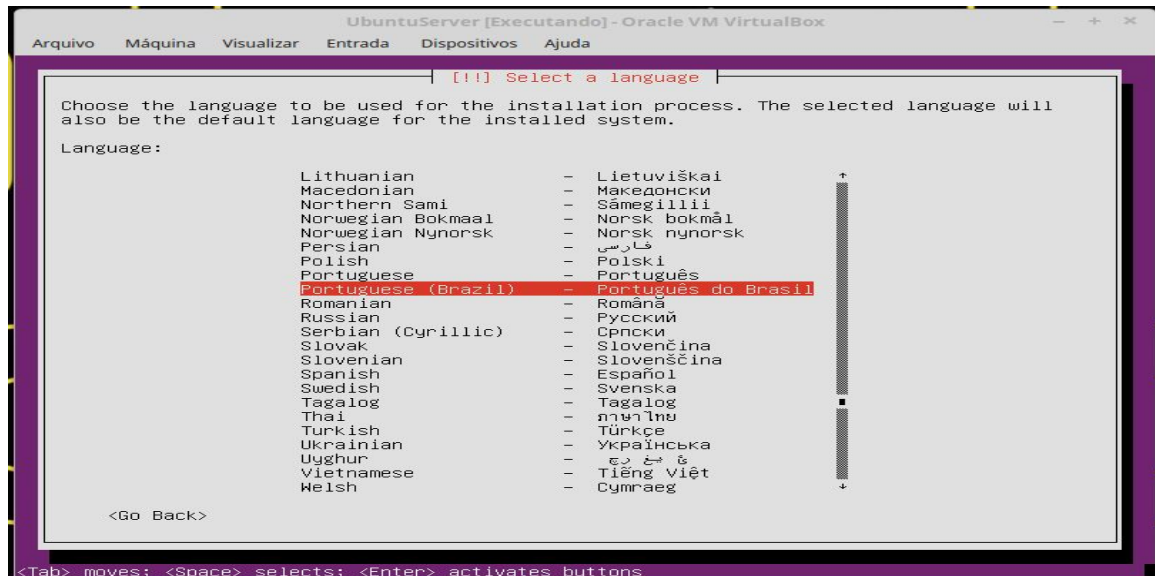 UbuntuServer [Executando] - Oracle VM VirtualBox
Arquivo Máquina Visualizar Entrada Dispositivos Ajuda
[!!] Select a language
Choose the language to be used for the installation process. The selected language will
also be the default language for the installed system.
Language:
Lithuanian - Lietuviškai
Macedonian - Македонски
Northern Sami - Sámegillii
Norwegian Bokmaal - Norsk bokmål
Norwegian Nynorsk - Norsk nynorsk
Persian - فارسی
Polish - Polski
Portuguese - Português
Portuguese (Brazil) - Português do Brasil
Romanian - Română
Russian - Русский
Serbian (Cyrillic) - Српски
Slovak - Slovenčina
Slovenian - Slovenščina
Spanish - Español
Swedish - Svenska
Tagalog - Tagalog
Thai - ภาษาไทย
Turkish - Türkçe
Ukrainian - Українська
Uyghur -
Vietnamese - Tiếng Việt
Welsh - Cymraeg
<Go Back>
<Tab> moves; <Space> selects; <Enter> activates buttons